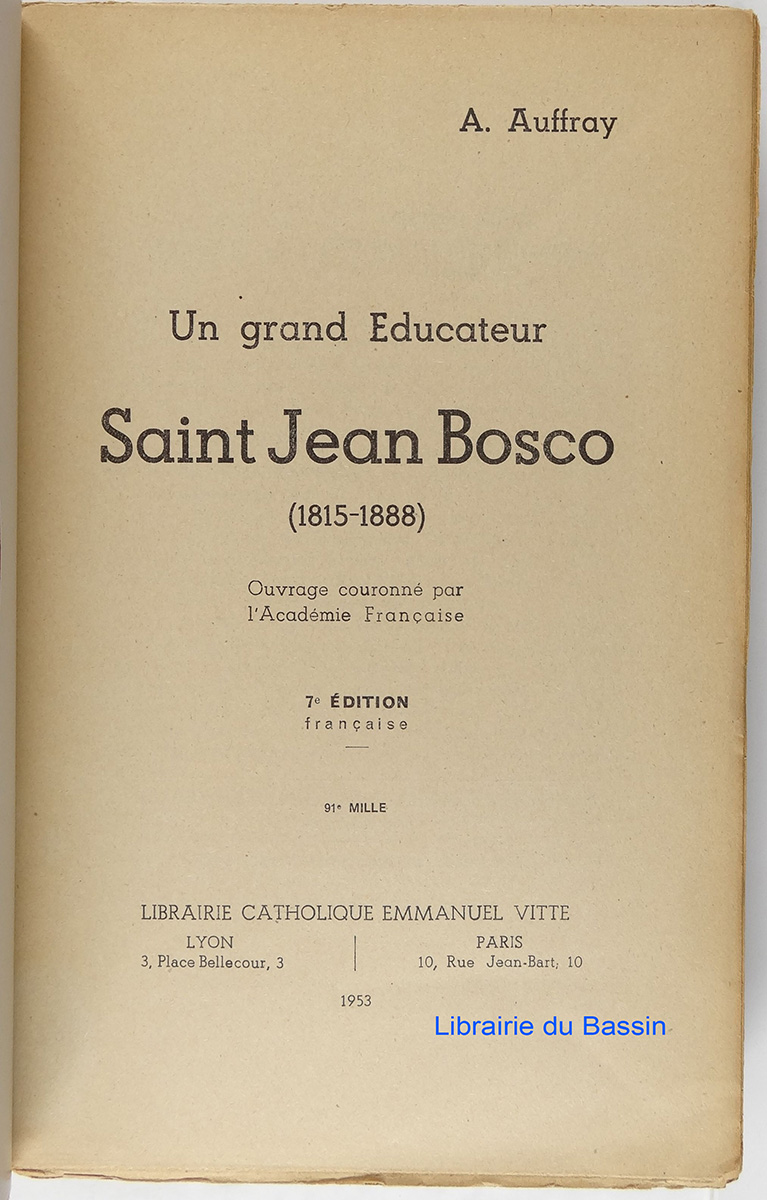 A. Auffray
Un grand Educateur
Saint Jean Bosco
(1815-1888)
Ouvrage couronné par
l'Académie Française
7e ÉDITION
française
91e MILLE
LIBRAIRIE CATHOLIQUE EMMANUEL VITTE
LYON
3, Place Bellecour, 3
PARIS
10, Rue Jean-Bart, 10
1953
Librairie du Bassin